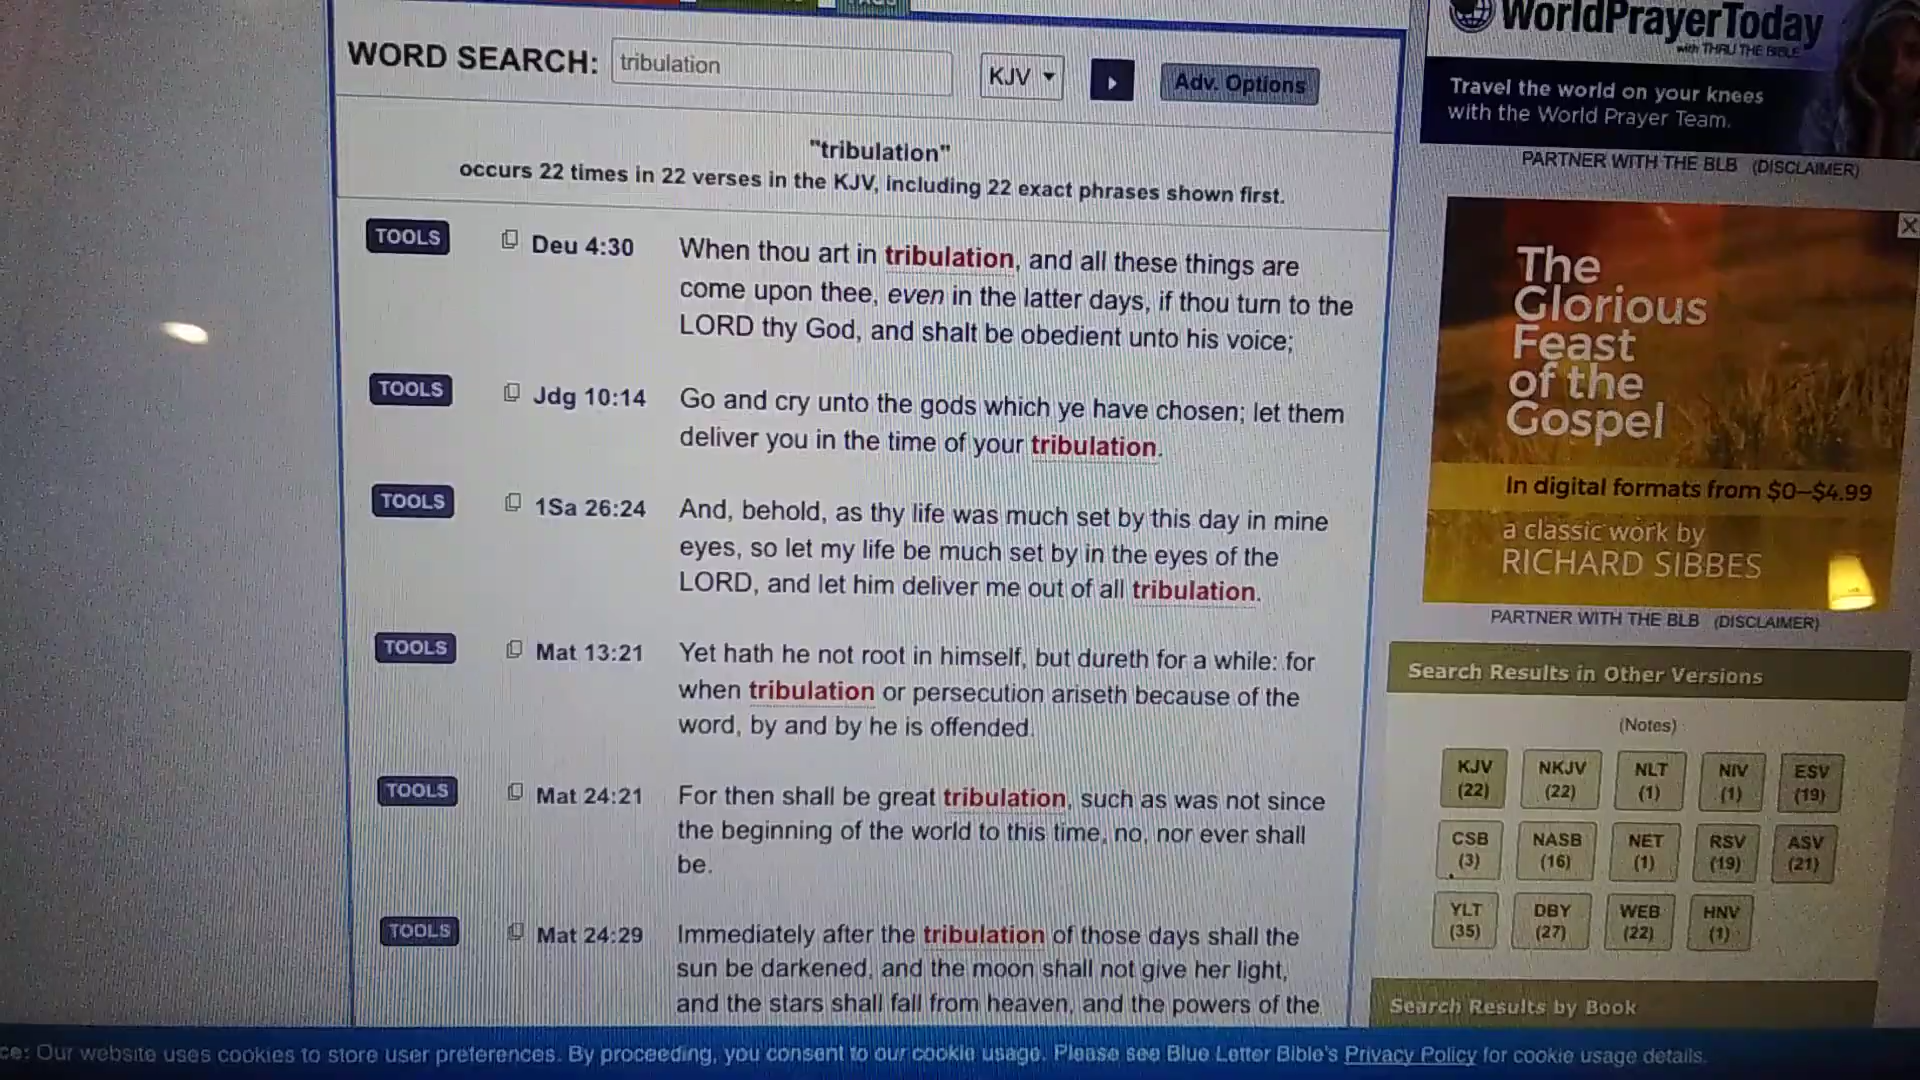 WORD SEARCH: tribulation KJV Adv. Options
"tribulation"
occurs 22 times in 22 verses in the KJV, including 22 exact phrases shown first.
TOOLS Deu 4:30 When thou art in tribulation, and all these things are
come upon thee, even in the latter days, if thou turn to the
LORD thy God, and shalt be obedient unto his voice;
TOOLS Jdg 10:14 Go and cry unto the gods which ye have chosen; let them
deliver you in the time of your tribulation.
TOOLS 1Sa 26:24 And, behold, as thy life was much set by this day in mine
eyes, so let my life be much set by in the eyes of the
LORD, and let him deliver me out of all tribulation.
TOOLS Mat 13:21 Yet hath he not root in himself, but dureth for a while: for
when tribulation or persecution ariseth because of the
word, by and by he is offended.
TOOLS Mat 24:21 For then shall be great tribulation, such as was not since
the beginning of the world to this time, no, nor ever shall
be.
TOOLS Mat 24:29 Immediately after the tribulation of those days shall the
sun be darkened, and the moon shall not give her light,
and the stars shall fall from heaven, and the powers of the
WorldPrayerToday
with THRU THE BIBLE
Travel the world on your knees
with the World Prayer Team.
PARTNER WITH THE BLB (DISCLAIMER)
The
Glorious
Feast
of the
Gospel
In digital formats from $0–$4.99
a classic work by
RICHARD SIBBES
PARTNER WITH THE BLB (DISCLAIMER)
Search Results in Other Versions
(Notes)
KJV NKJV NLT NIV ESV
(22) (22) (1) (1) (19)
CSB NASB NET RSV ASV
(3) (16) (1) (19) (21)
YLT DBY WEB HNV
(35) (27) (22) (1)
Search Results by Book
ce: Our website uses cookies to store user preferences. By proceeding, you consent to our cookie usage. Please see Blue Letter Bible's Privacy Policy for cookie usage details.